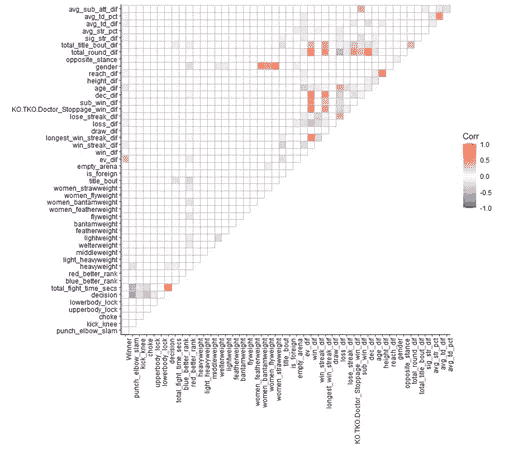 avg_sub_att_dif
avg_td_pct
avg_td_dif
avg_str_pct
sig_str_dif
total_title_bout_dif
total_round_dif
opposite_stance
gender
reach_dif
height_dif
age_dif
dec_dif
sub_win_dif
KO.TKO.Doctor_Stoppage_win_dif
lose_streak_dif
loss_dif
draw_dif
longest_win_streak_dif
win_streak_dif
win_dif
ev_dif
empty_arena
is_foreign
title_bout
women_strawweight
women_flyweight
women_bantamweight
women_featherweight
flyweight
bantamweight
featherweight
lightweight
welterweight
middleweight
light_heavyweight
heavyweight
red_better_rank
blue_better_rank
total_fight_time_secs
decision
lowerbody_lock
upperbody_lock
choke
kick_knee
punch_elbow_slam
Corr
1.0
0.5
0.0
-0.5
-1.0
Winner
punch_elbow_slam
kick_knee
choke
upperbody_lock
lowerbody_lock
decision
total_fight_time_secs
blue_better_rank
red_better_rank
heavyweight
light_heavyweight
middleweight
welterweight
lightweight
featherweight
bantamweight
flyweight
women_featherweight
women_bantamweight
women_flyweight
women_strawweight
title_bout
is_foreign
empty_arena
ev_dif
win_dif
win_streak_dif
longest_win_streak_dif
draw_dif
loss_dif
lose_streak_dif
KO.TKO.Doctor_Stoppage_win_dif
sub_win_dif
dec_dif
age_dif
height_dif
reach_dif
gender
opposite_stance
total_round_dif
total_title_bout_dif
sig_str_dif
avg_str_pct
avg_td_dif
avg_td_pct